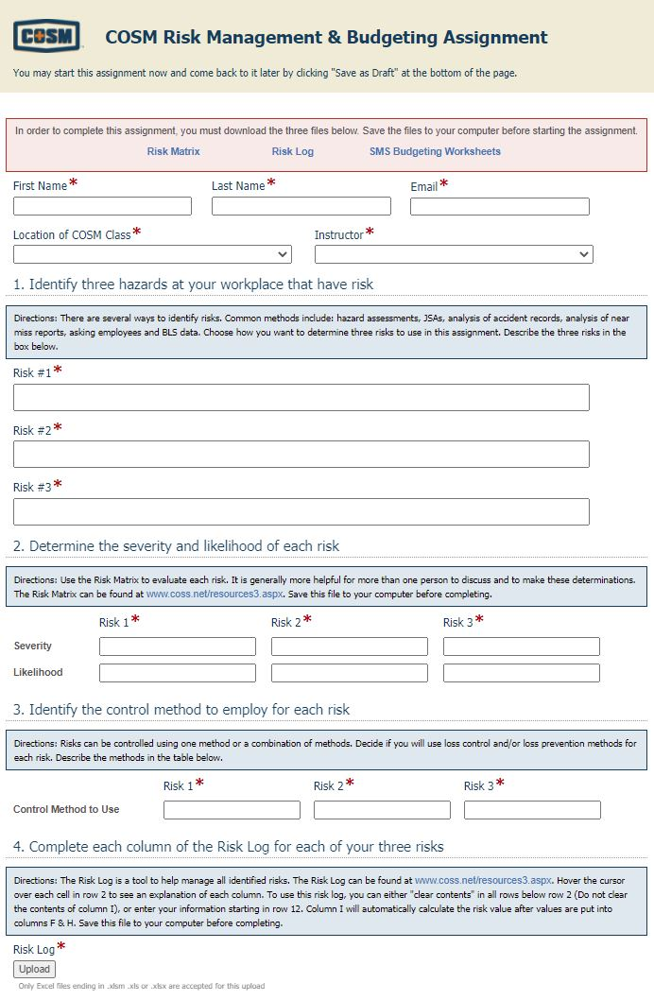 COSM
COSM Risk Management & Budgeting Assignment
You may start this assignment now and come back to it later by clicking "Save as Draft" at the bottom of the page.
In order to complete this assignment, you must download the three files below. Save the files to your computer before starting the assignment.
Risk Matrix Risk Log SMS Budgeting Worksheets
First Name* Last Name* Email*
Location of COSM Class* Instructor*
1. Identify three hazards at your workplace that have risk
Directions: There are several ways to identify risks. Common methods include: hazard assessments, JSAs, analysis of accident records, analysis of near
miss reports, asking employees and BLS data. Choose how you want to determine three risks to use in this assignment. Describe the three risks in the
box below.
Risk #1*
Risk #2*
Risk #3*
2. Determine the severity and likelihood of each risk
Directions: Use the Risk Matrix to evaluate each risk. It is generally more helpful for more than one person to discuss and to make these determinations.
The Risk Matrix can be found at www.coss.net/resources3.aspx. Save this file to your computer before completing.
Risk 1* Risk 2* Risk 3*
Severity
Likelihood
3. Identify the control method to employ for each risk
Directions: Risks can be controlled using one method or a combination of methods. Decide if you will use loss control and/or loss prevention methods for
each risk. Describe the methods in the table below.
Risk 1* Risk 2* Risk 3*
Control Method to Use
4. Complete each column of the Risk Log for each of your three risks
Directions: The Risk Log is a tool to help manage all identified risks. The Risk Log can be found at www.coss.net/resources3.aspx. Hover the cursor
over each cell in row 2 to see an explanation of each column. To use this risk log, you can either "clear contents" in all rows below row 2 (Do not clear
the contents of column I), or enter your information starting in row 12. Column I will automatically calculate the risk value after values are put into
columns F & H. Save this file to your computer before completing.
Risk Log*
Upload
Only Excel files ending in .xlsm .xls or .xlsx are accepted for this upload